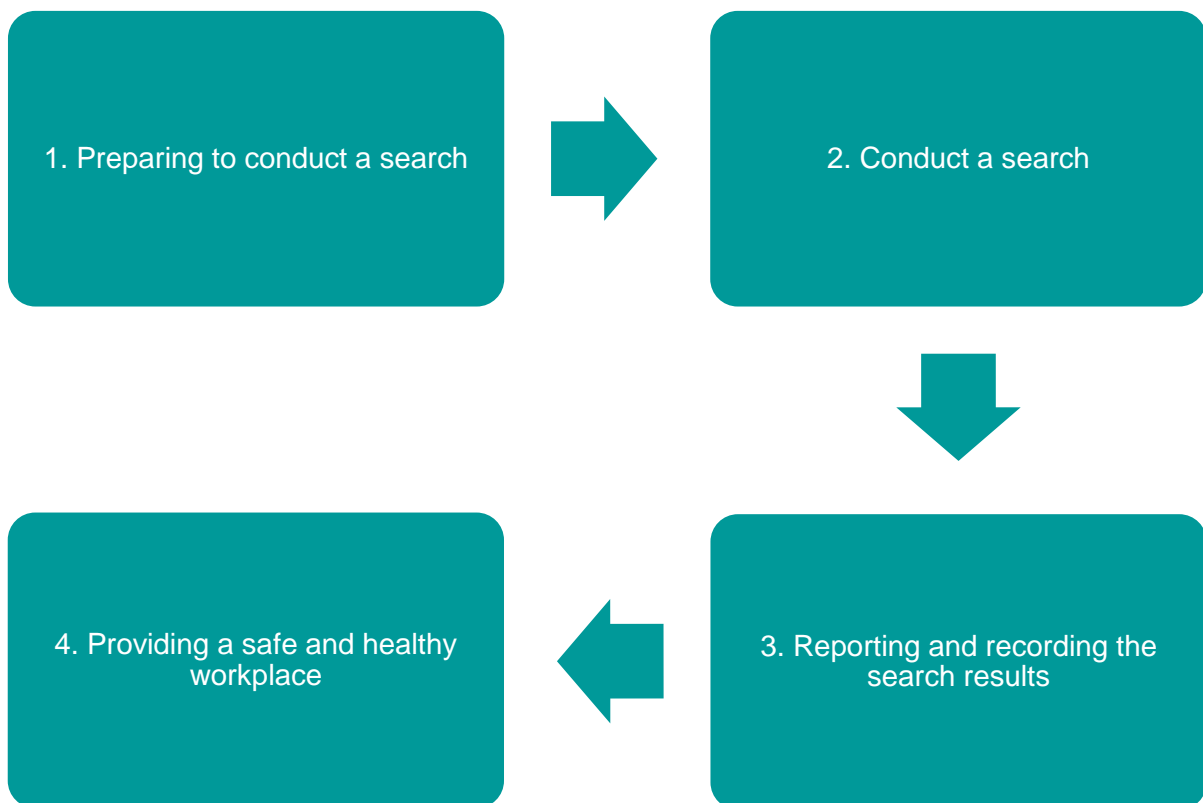 1. Preparing to conduct a search
2. Conduct a search
3. Reporting and recording the
search results
4. Providing a safe and healthy
workplace